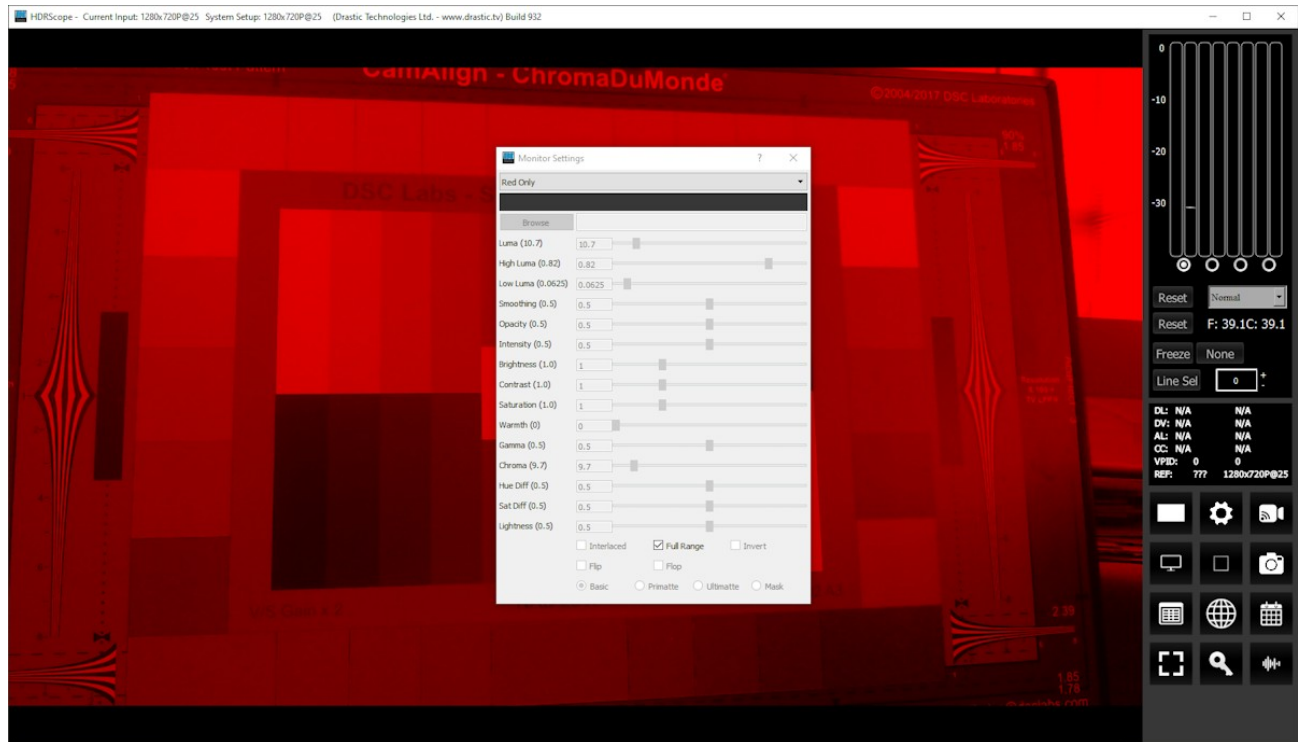 HDRScope - Current Input: 1280x720P@25 System Setup: 1280x720P@25 (Drastic Technologies Ltd. - www.drastic.tv) Build 932
CamAlign - ChromaDuMonde
©2004/2017 DSC Laboratories
DSC Labs - S
2.39
1.85
1.78
Monitor Settings
?
Red Only
Browse
Luma (10.7) 10.7
High Luma (0.82) 0.82
Low Luma (0.0625) 0.0625
Smoothing (0.5) 0.5
Opacity (0.5) 0.5
Intensity (0.5) 0.5
Brightness (1.0) 1
Contrast (1.0) 1
Saturation (1.0) 1
Warmth (0) 0
Gamma (0.5) 0.5
Chroma (9.7) 9.7
Hue Diff (0.5) 0.5
Sat Diff (0.5) 0.5
Lightness (0.5) 0.5
Interlaced Full Range Invert
Flip Flop
Basic Primatte Ultimatte Mask
0
-10
-20
-30
Reset Normal
Reset F: 39.1C: 39.1
Freeze None
Line Sel 0 + -
DL: N/A N/A
DV: N/A N/A
AL: N/A N/A
CC: N/A N/A
VPID: 0 0
REF: ??? 1280x720P@25